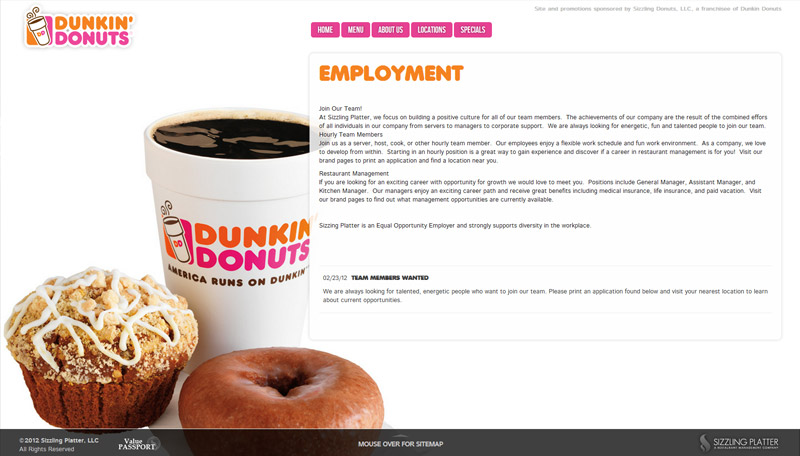 Site and promotions sponsored by Sizzling Donuts, LLC, a franchisee of Dunkin Donuts
DUNKIN'
DONUTS
DD
HOME MENU ABOUT US LOCATIONS SPECIALS
EMPLOYMENT
Join Our Team!
At Sizzling Platter, we focus on building a positive culture for all of our team members. The achievements of our company are the result of the combined effors
of all individuals in our company from servers to managers to corporate support. We are always looking for energetic, fun and talented people to join our team.
Hourly Team Members
Join us as a server, host, cook, or other hourly team member. Our employees enjoy a flexible work schedule and fun work environment. As a company, we love
to develop from within. Starting in an hourly position is a great way to gain experience and discover if a career in restaurant management is for you! Visit our
brand pages to print an application and find a location near you.
Restaurant Management
If you are looking for an exciting career with opportunity for growth we would love to meet you. Positions include General Manager, Assistant Manager, and
Kitchen Manager. Our managers enjoy an exciting career path and receive great benefits including medical insurance, life insurance, and paid vacation. Visit
our brand pages to find out what management opportunities are currently available.
Sizzling Platter is an Equal Opportunity Employer and strongly supports diversity in the workplace.
02/23/12 TEAM MEMBERS WANTED
We are always looking for talented, energetic people who want to join our team. Please print an application found below and visit your nearest location to learn
about current opportunities.
DD
DUNKIN'
DONUTS
AMERICA RUNS ON DUNKIN'
©2012 Sizzling Platter, LLC
All Rights Reserved
Value
PASSPORT
MOUSE OVER FOR SITEMAP
SIZZLING PLATTER
A RESTAURANT MANAGEMENT COMPANY